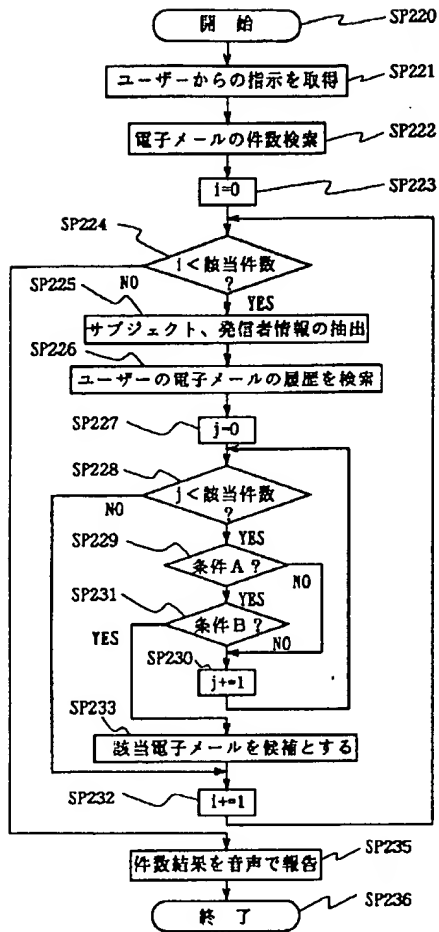 開 始
SP220
SP221
ユーザーからの指示を取得
SP222
電子メールの件数検索
SP223
i=0
SP224
i<該当件数
?
NO
YES
SP225
サブジェクト、発信者情報の抽出
SP226
ユーザーの電子メールの履歴を検索
SP227
j=0
SP228
j<該当件数
?
NO
YES
SP229
条件A?
NO
YES
SP231
条件B?
YES
NO
SP230
j+=1
SP233
該当電子メールを候補とする
SP232
i+=1
SP235
件数結果を音声で報告
SP236
終 了